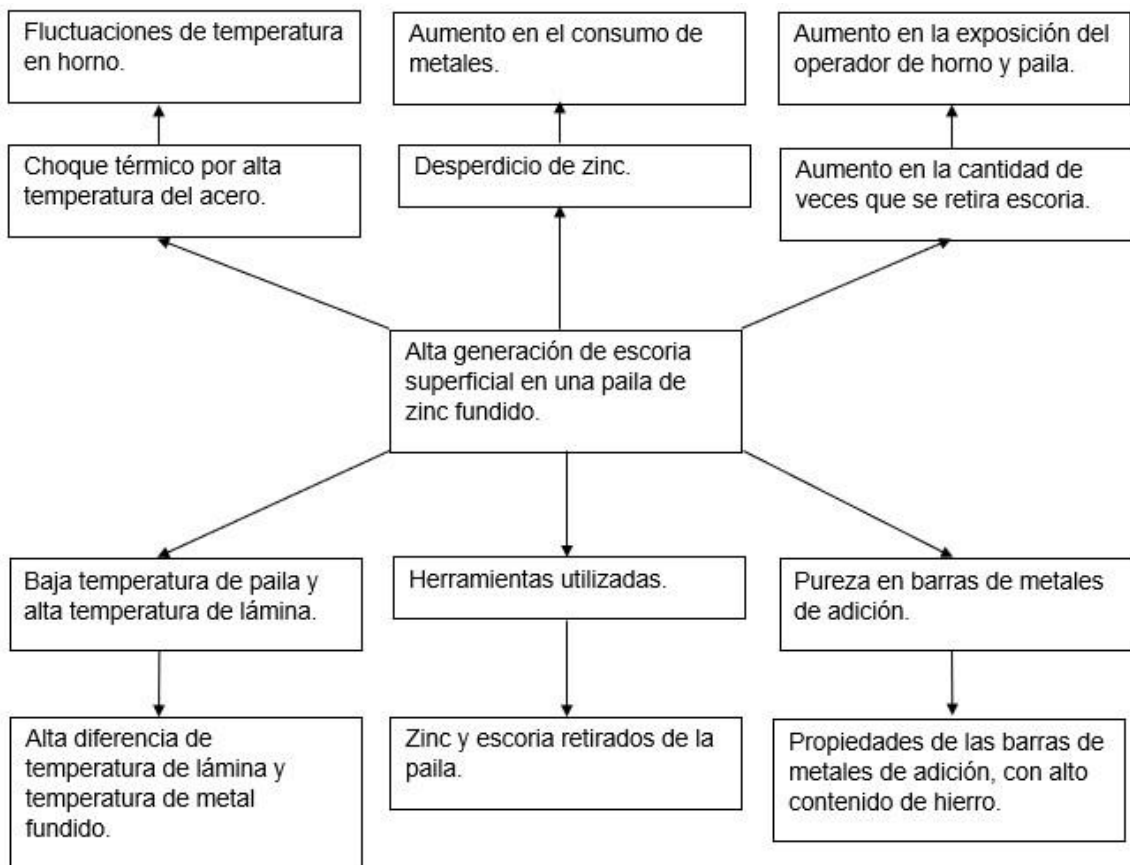 Fluctuaciones de temperatura
en horno.
Aumento en el consumo de
metales.
Aumento en la exposición del
operador de horno y paila.
Choque térmico por alta
temperatura del acero.
Desperdicio de zinc.
Aumento en la cantidad de
veces que se retira escoria.
Alta generación de escoria
superficial en una paila de
zinc fundido.
Baja temperatura de paila y
alta temperatura de lámina.
Herramientas utilizadas.
Pureza en barras de metales
de adición.
Alta diferencia de
temperatura de lámina y
temperatura de metal
fundido.
Zinc y escoria retirados de la
paila.
Propiedades de las barras de
metales de adición, con alto
contenido de hierro.